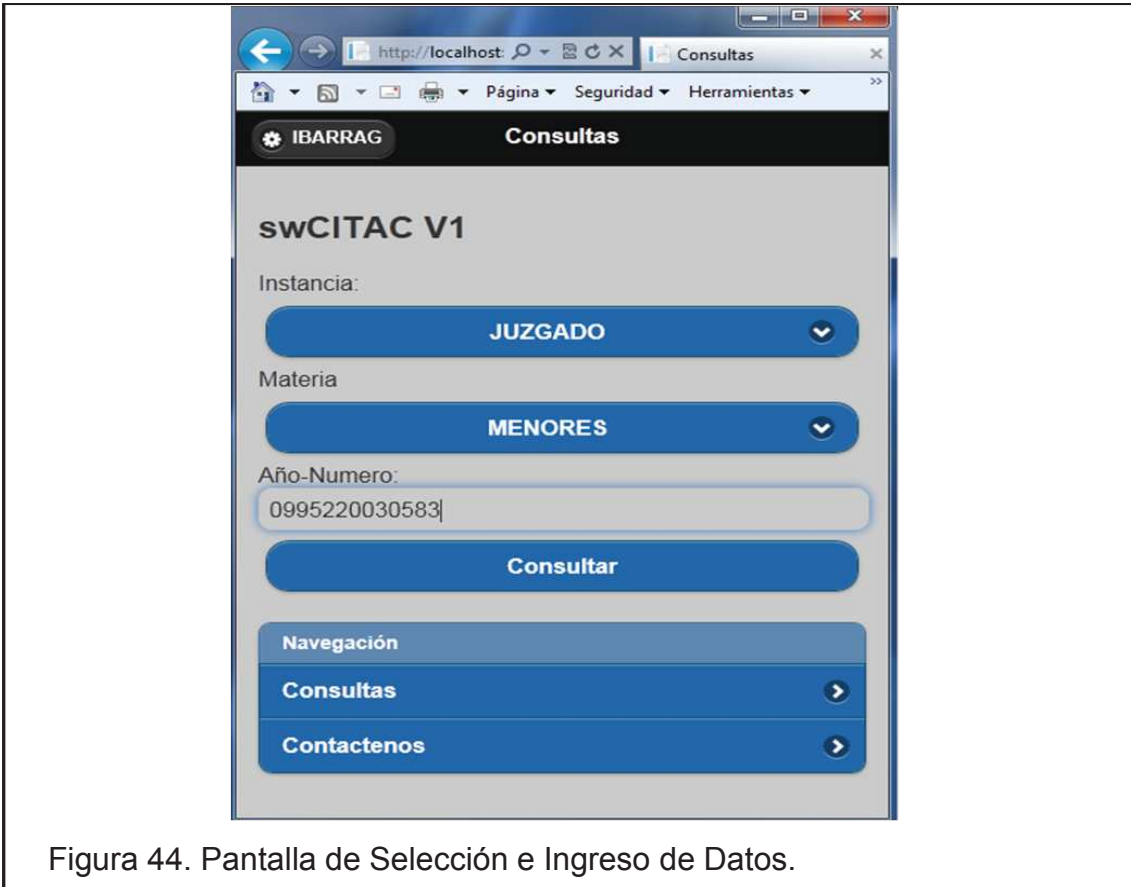 http://localhost:
Consultas
Página Seguridad Herramientas
IBARRAG
Consultas
swCITAC V1
Instancia:
JUZGADO
Materia
MENORES
Año-Numero:
0995220030583
Consultar
Navegación
Consultas
Contactenos
Figura 44. Pantalla de Selección e Ingreso de Datos.